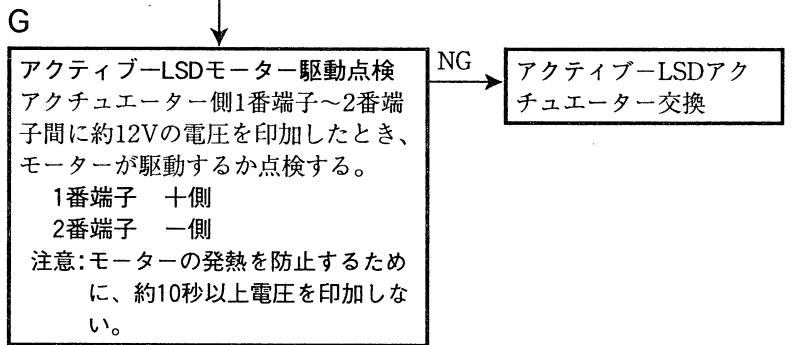 G
アクティブーLSDモーター駆動点検
アクチュエーター側1番端子～2番端
子間に約12Vの電圧を印加したとき、
モーターが駆動するか点検する。
1番端子　＋側
2番端子　－側
注意:モーターの発熱を防止するため
に、約10秒以上電圧を印加しな
い。
NG
アクティブ－LSDアク
チュエーター交換